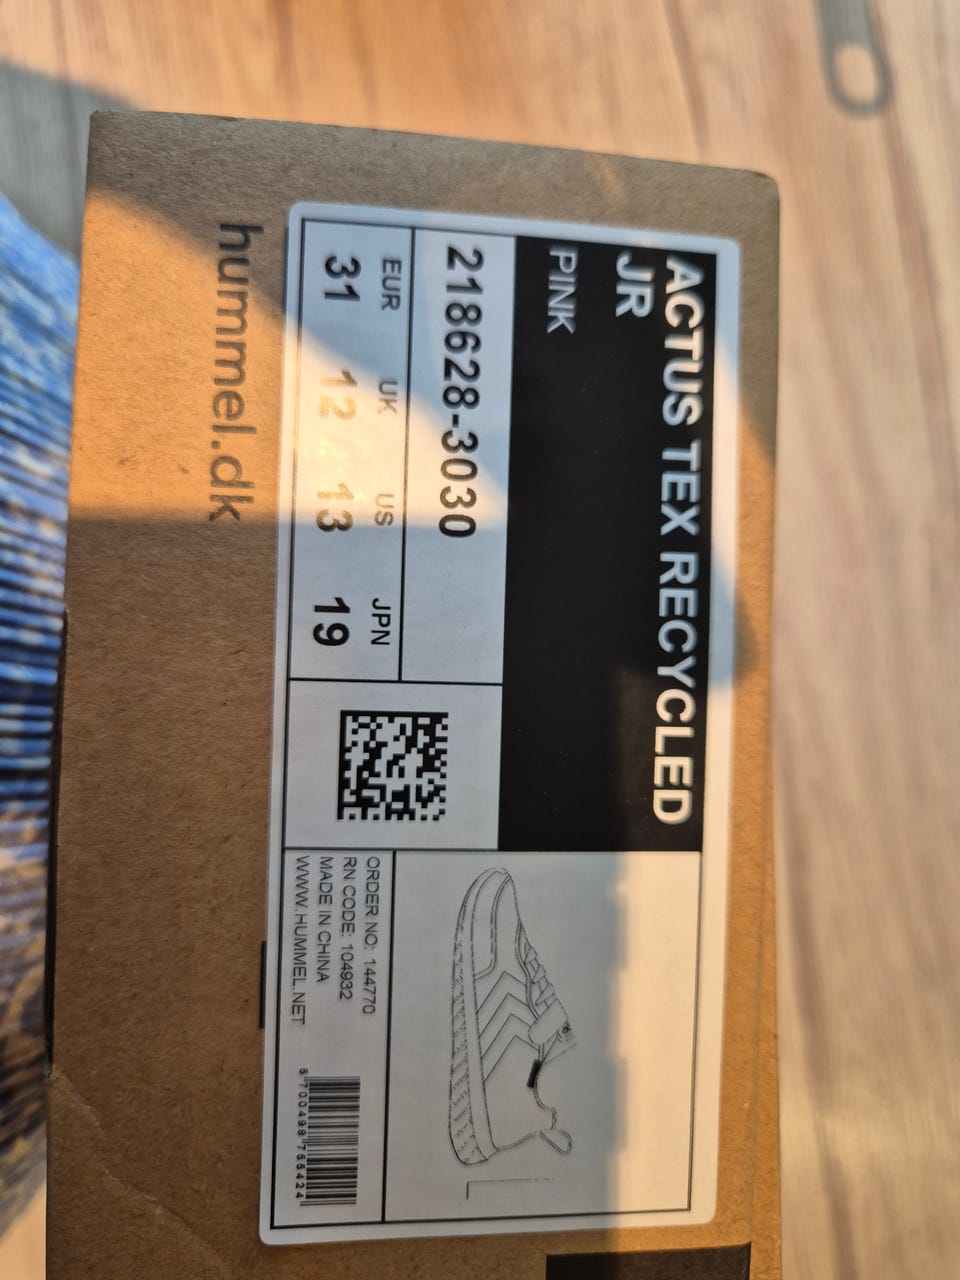 ACTUS TEX RECYCLED
JR
PINK
218628-3030
EUR UK US JPN
31 12 13 19
ORDER NO: 144770
RN CODE: 104932
MADE IN CHINA
WWW.HUMMEL.NET
5700498755424
hummel.dk